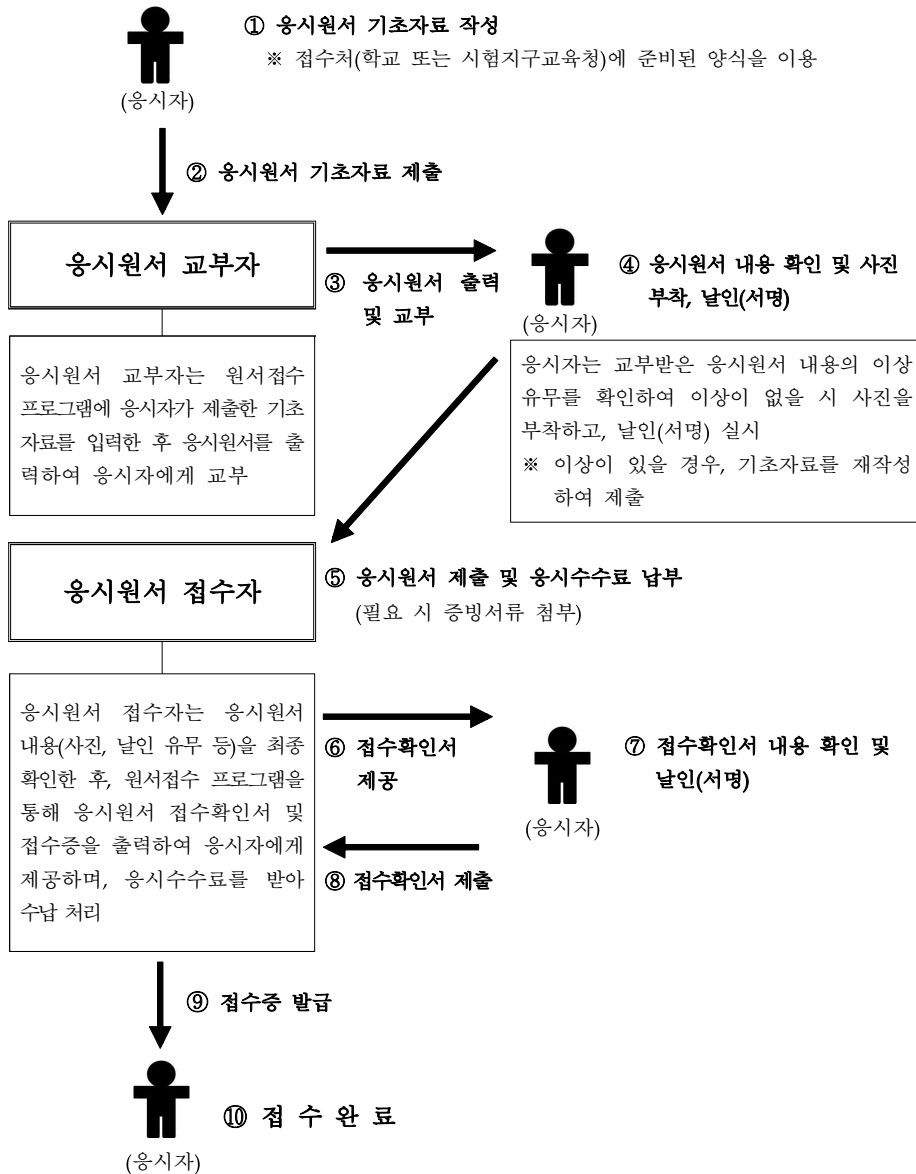 ① 응시원서 기초자료 작성
※ 접수처(학교 또는 시험지구교육청)에 준비된 양식을 이용
(응시자)
② 응시원서 기초자료 제출
응시원서 교부자
③ 응시원서 출력
및 교부
(응시자)
④ 응시원서 내용 확인 및 사진
부착, 날인(서명)
응시원서 교부자는 원서접수
프로그램에 응시자가 제출한 기초
자료를 입력한 후 응시원서를 출
력하여 응시자에게 교부
응시자는 교부받은 응시원서 내용의 이상
유무를 확인하여 이상이 없을 시 사진을
부착하고, 날인(서명) 실시
※ 이상이 있을 경우, 기초자료를 재작성
하여 제출
응시원서 접수자
⑤ 응시원서 제출 및 응시수수료 납부
(필요 시 증빙서류 첨부)
응시원서 접수자는 응시원서
내용(사진, 날인 유무 등)을 최종
확인한 후, 원서접수 프로그램을
통해 응시원서 접수확인서 및
접수증을 출력하여 응시자에게
제공하며, 응시수수료를 받아
수납 처리
⑥ 접수확인서
제공
(응시자)
⑦ 접수확인서 내용 확인 및
날인(서명)
⑧ 접수확인서 제출
⑨ 접수증 발급
⑩ 접 수 완 료
(응시자)